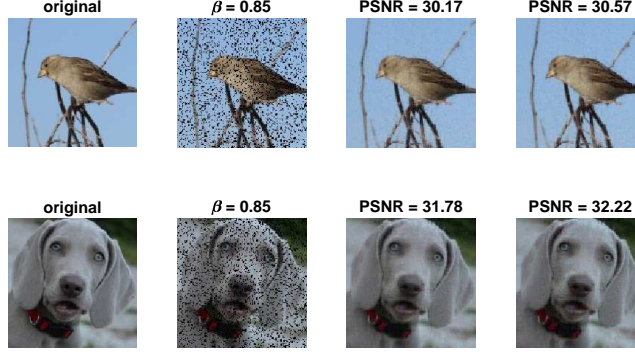 original β = 0.85 PSNR = 30.17 PSNR = 30.57
original β = 0.85 PSNR = 31.78 PSNR = 32.22